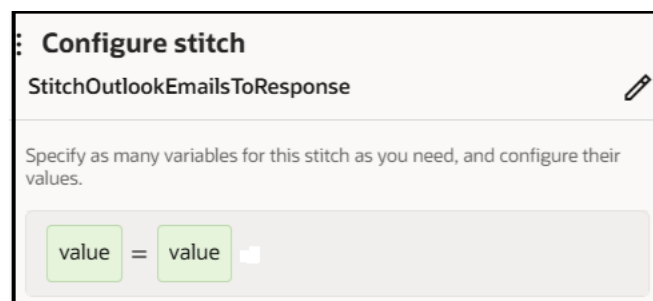 Configure stitch
StitchOutlookEmailsToResponse
Specify as many variables for this stitch as you need, and configure their
values.
value = value